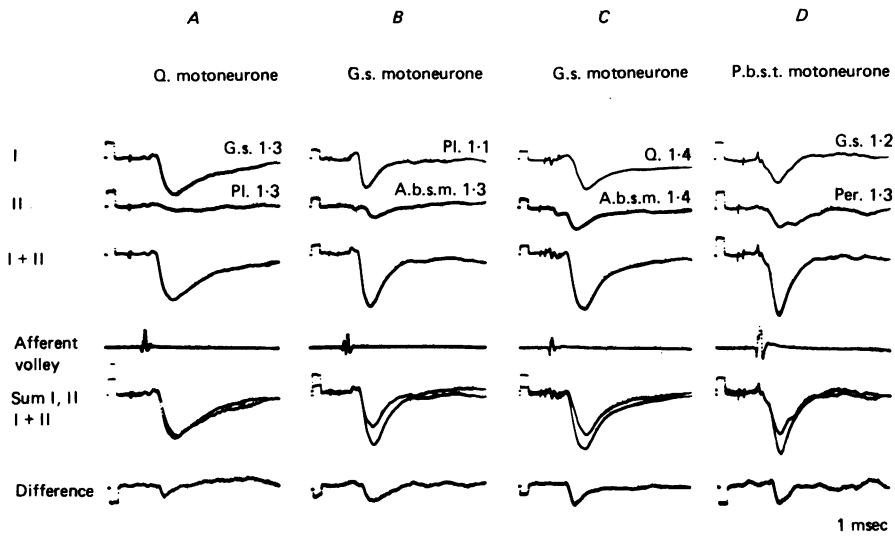 A B C D
Q. motoneurone G.s. motoneurone G.s. motoneurone P.b.s.t. motoneurone
I G.s. 1·3 Pl. 1·1 Q. 1·4 G.s. 1·2
II Pl. 1·3 A.b.s.m. 1·3 A.b.s.m. 1·4 Per. 1·3
I + II
Afferent
volley
Sum I, II
I + II
Difference
1 msec